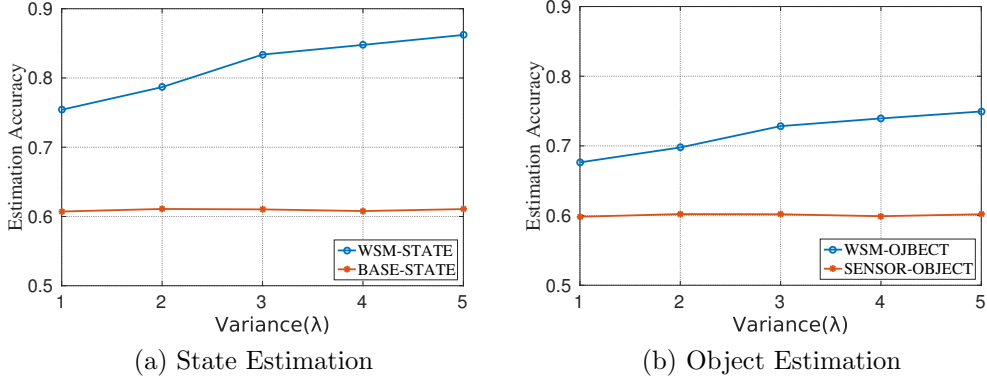 0.9
0.8
0.7
0.6
0.5
Estimation Accuracy
WSM-STATE
BASE-STATE
1 2 3 4 5
Variance(λ)
(a) State Estimation
0.9
0.8
0.7
0.6
0.5
Estimation Accuracy
WSM-OJBECT
SENSOR-OBJECT
1 2 3 4 5
Variance(λ)
(b) Object Estimation